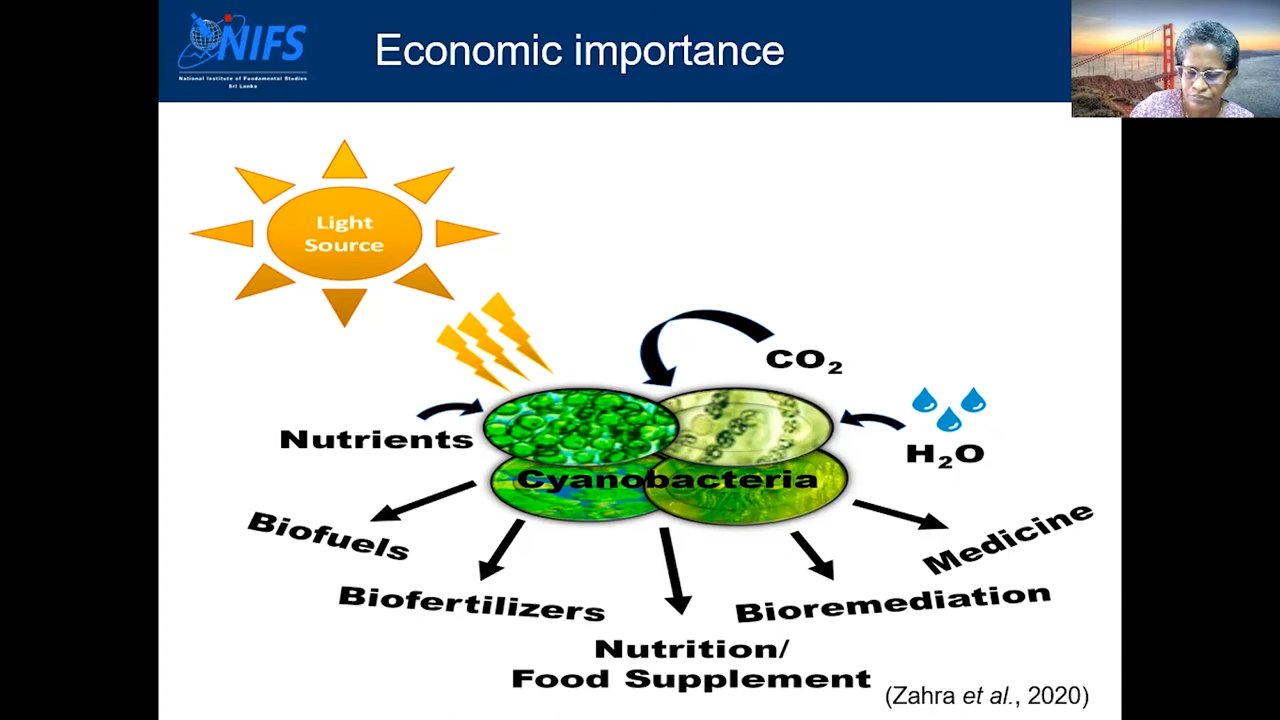 NIFS
National Institute of Fundamental Studies
Sri Lanka
Economic importance
Light
Source
CO₂
Nutrients
H₂O
Cyanobacteria
Biofuels
Medicine
Biofertilizers
Bioremediation
Nutrition/
Food Supplement
(Zahra et al., 2020)